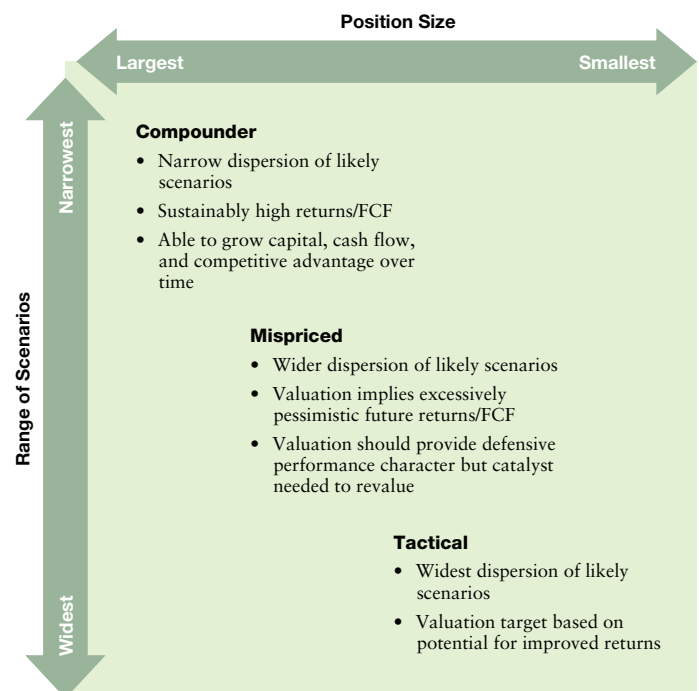 Position Size
Largest
Smallest
Narrowest
Range of Scenarios
Widest
Compounder
• Narrow dispersion of likely
scenarios
• Sustainably high returns/FCF
• Able to grow capital, cash flow,
and competitive advantage over
time
Mispriced
• Wider dispersion of likely scenarios
• Valuation implies excessively
pessimistic future returns/FCF
• Valuation should provide defensive
performance character but catalyst
needed to revalue
Tactical
• Widest dispersion of likely
scenarios
• Valuation target based on
potential for improved returns